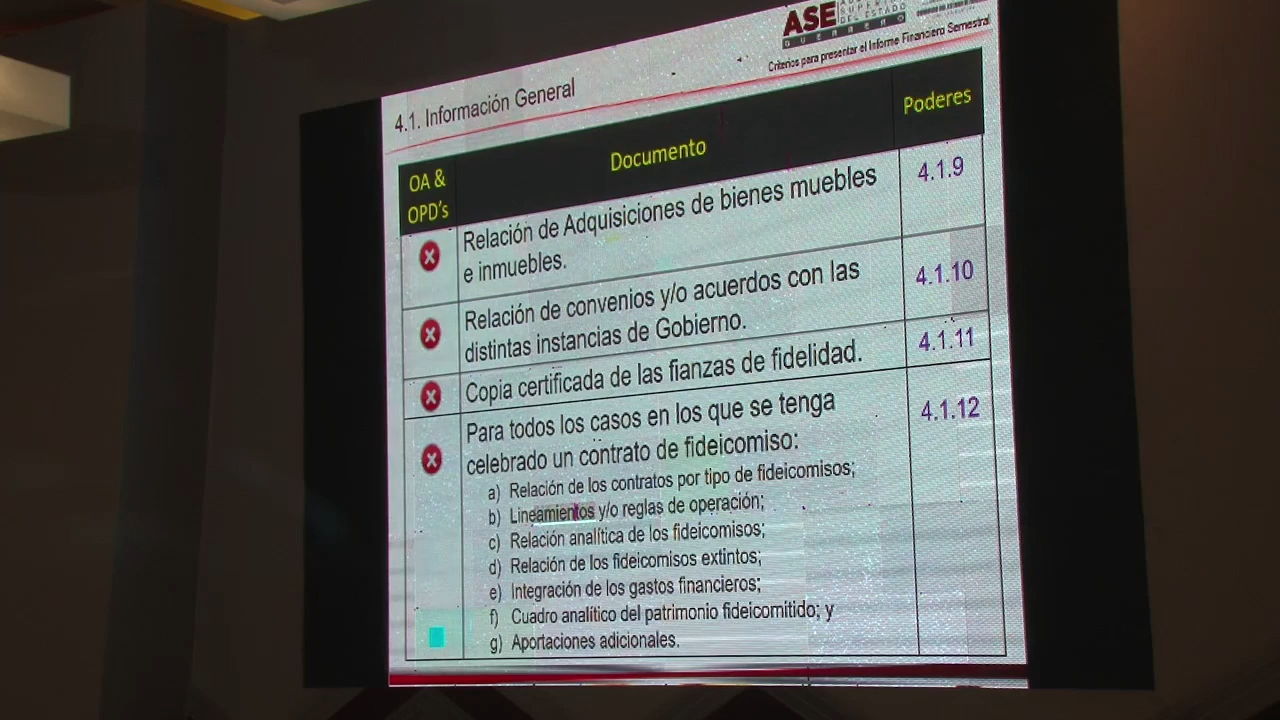 ASE
SUPERIOR
DEL ESTADO
GUERRERO
Criterios para presentar el Informe Financiero Semestral
4.1. Información General
OA &
OPD's
Documento
Poderes
Relación de Adquisiciones de bienes muebles
e inmuebles.
4.1.9
Relación de convenios y/o acuerdos con las
distintas instancias de Gobierno.
4.1.10
Copia certificada de las fianzas de fidelidad.
4.1.11
Para todos los casos en los que se tenga
celebrado un contrato de fideicomiso:
4.1.12
a) Relación de los contratos por tipo de fideicomisos;
b) Lineamientos y/o reglas de operación;
c) Relación analítica de los fideicomisos;
d) Relación de los fideicomisos extintos;
e) Integración de los gastos financieros;
f) Cuadro analítico del patrimonio fideicomitido; y
g) Aportaciones adicionales.